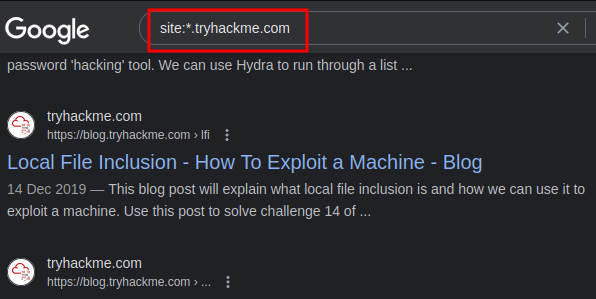 Google
site:*.tryhackme.com
password 'hacking' tool. We can use Hydra to run through a list ...
tryhackme.com
https://blog.tryhackme.com › lfi
Local File Inclusion - How To Exploit a Machine - Blog
14 Dec 2019 — This blog post will explain what local file inclusion is and how we can use it to
exploit a machine. Use this post to solve challenge 14 of ...
tryhackme.com
https://blog.tryhackme.com › ...